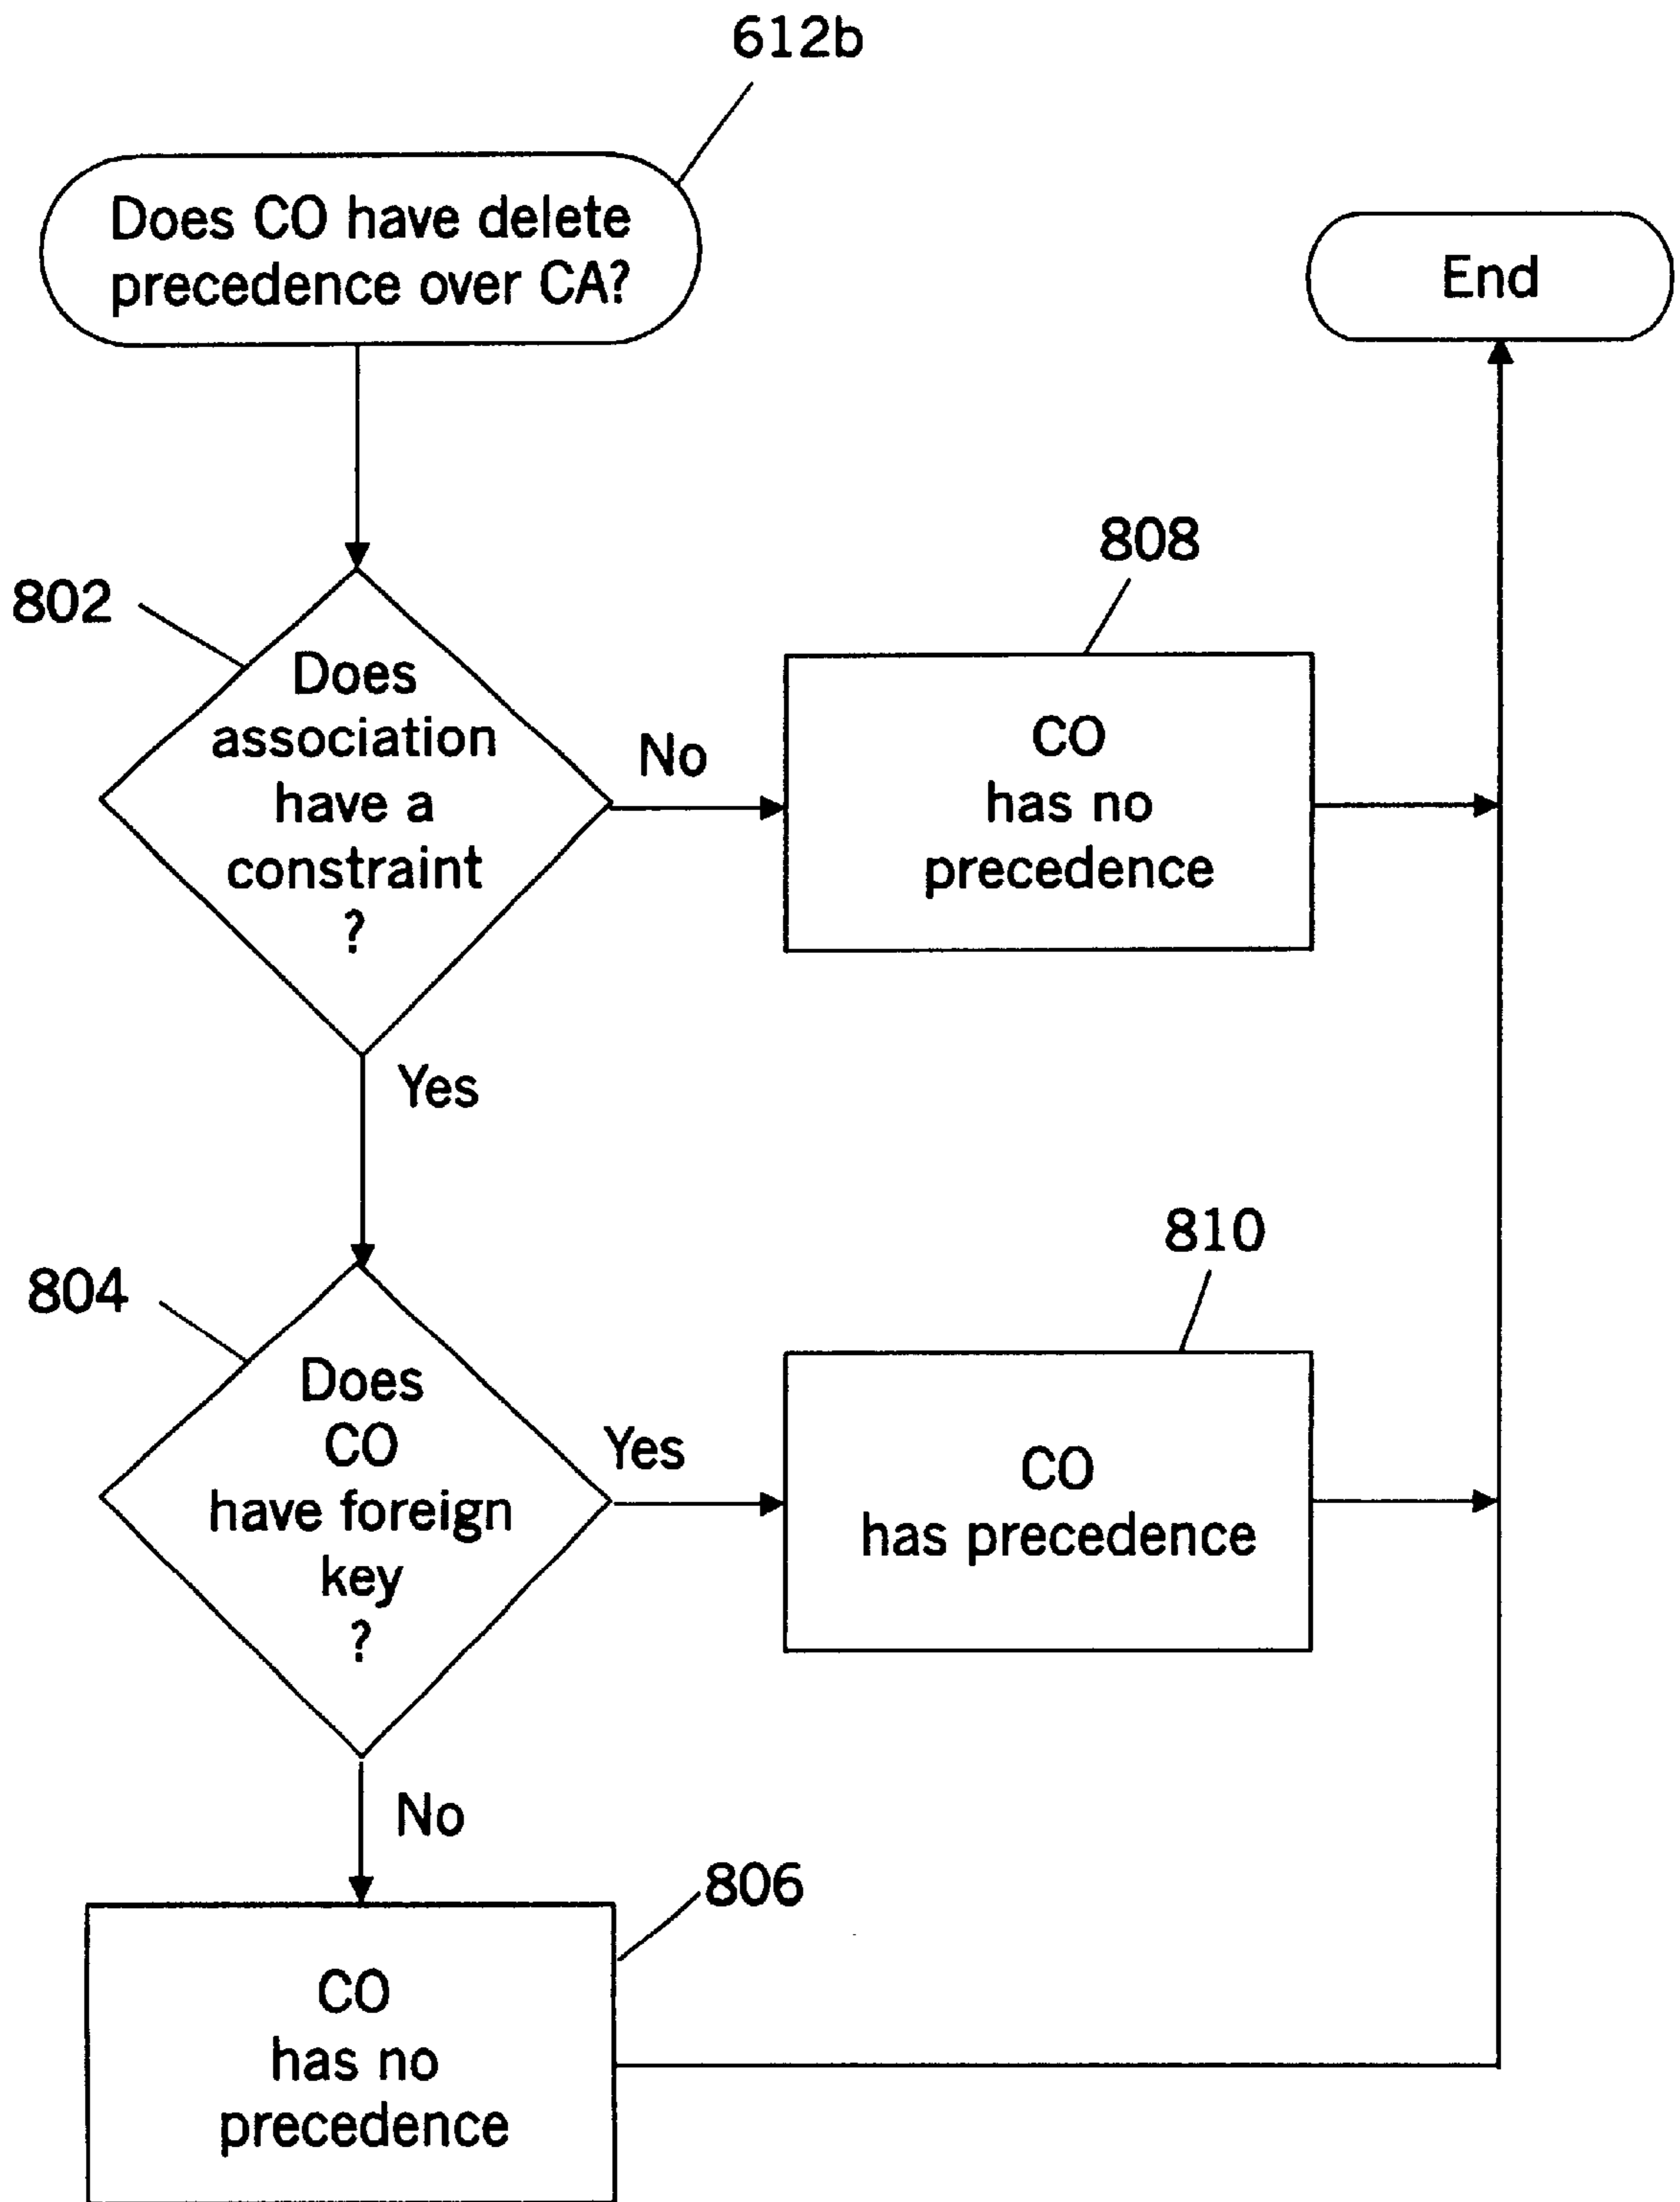 612b
Does CO have delete
precedence over CA?
End
802
Does
association
have a
constraint
?
No
808
CO
has no
precedence
Yes
804
Does
CO
have foreign
key
?
Yes
810
CO
has precedence
No
806
CO
has no
precedence